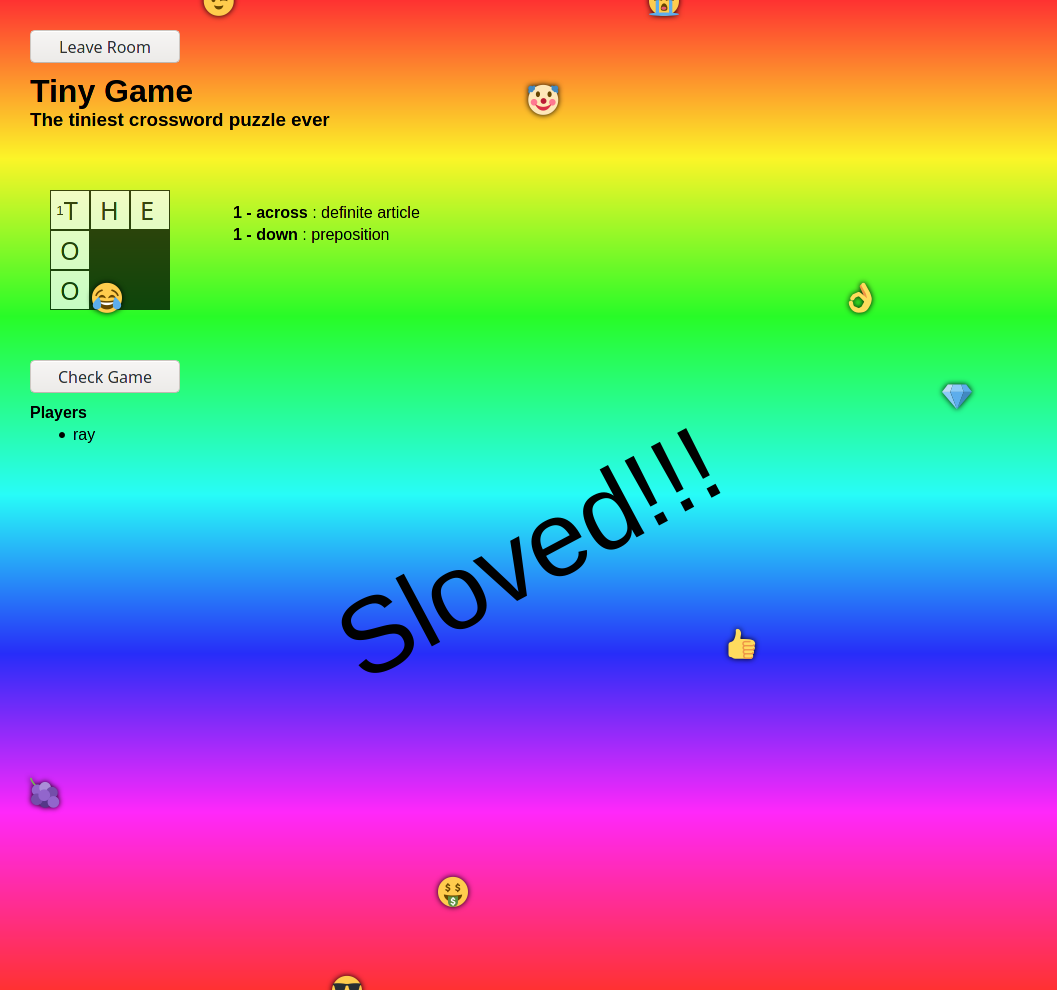 Leave Room
Tiny Game
The tiniest crossword puzzle ever
1T H E
O
O
1 - across : definite article
1 - down : preposition
Check Game
Players
• ray
Sloved!!!